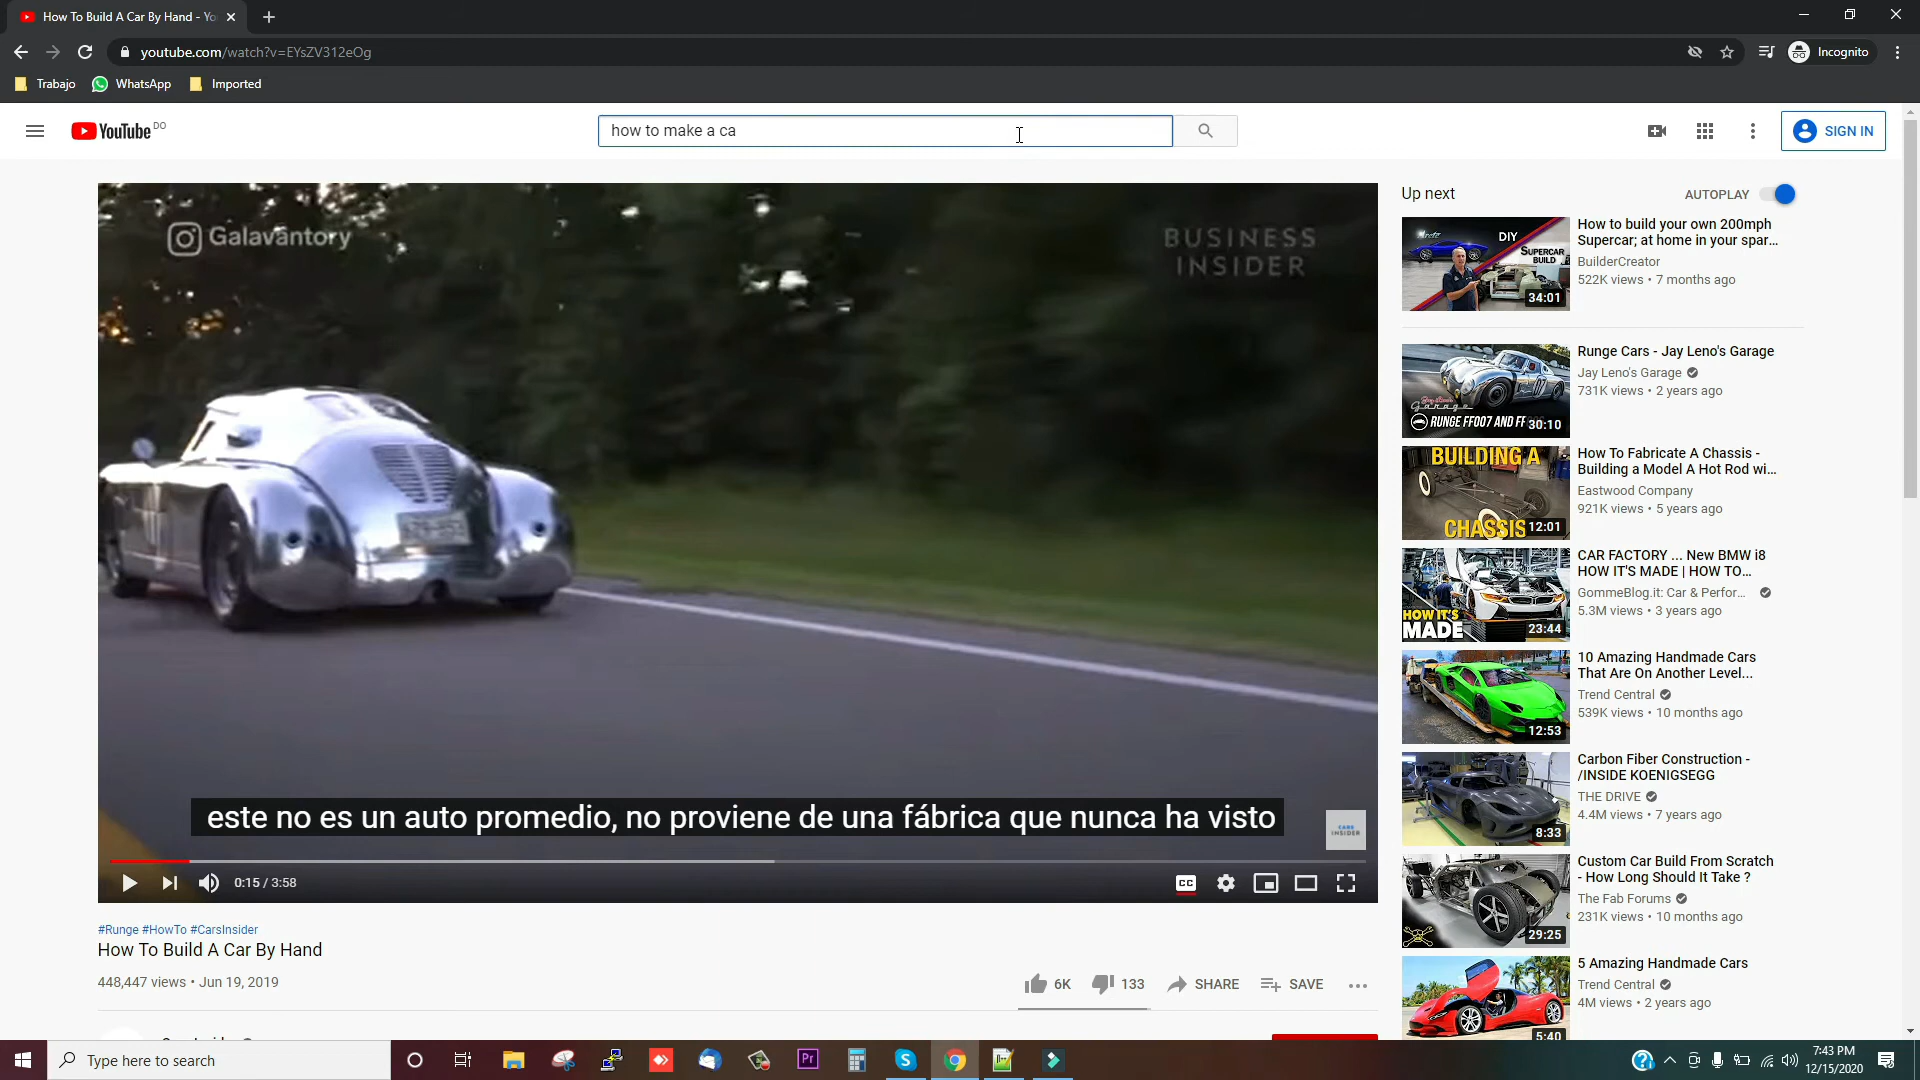 How To Build A Car By Hand - Yo
youtube.com/watch?v=EYsZV312eOg
Incognito
Trabajo
WhatsApp
Imported
YouTube DO
how to make a ca
SIGN IN
Galavantory
BUSINESS
INSIDER
este no es un auto promedio, no proviene de una fábrica que nunca ha visto
CARS
INSIDER
0:15 / 3:58
CC
#Runge #HowTo #CarsInsider
How To Build A Car By Hand
448,447 views • Jun 19, 2019
6K
133
SHARE
SAVE
Up next
AUTOPLAY
DIY
SUPERCAR
BUILD
34:01
How to build your own 200mph
Supercar; at home in your spar...
BuilderCreator
522K views • 7 months ago
Garage
RUNGE FF007 AND FF
30:10
Runge Cars - Jay Leno's Garage
Jay Leno's Garage
731K views • 2 years ago
BUILDING A
CHASSIS
12:01
How To Fabricate A Chassis -
Building a Model A Hot Rod wi...
Eastwood Company
921K views • 5 years ago
HOW IT'S
MADE
23:44
CAR FACTORY ... New BMW i8
HOW IT'S MADE | HOW TO...
GommeBlog.it: Car & Perfor...
5.3M views • 3 years ago
12:53
10 Amazing Handmade Cars
That Are On Another Level...
Trend Central
539K views • 10 months ago
8:33
Carbon Fiber Construction -
/INSIDE KOENIGSEGG
THE DRIVE
4.4M views • 7 years ago
29:25
Custom Car Build From Scratch
- How Long Should It Take ?
The Fab Forums
231K views • 10 months ago
5:40
5 Amazing Handmade Cars
Trend Central
4M views • 2 years ago
Type here to search
Pr
7:43 PM
12/15/2020